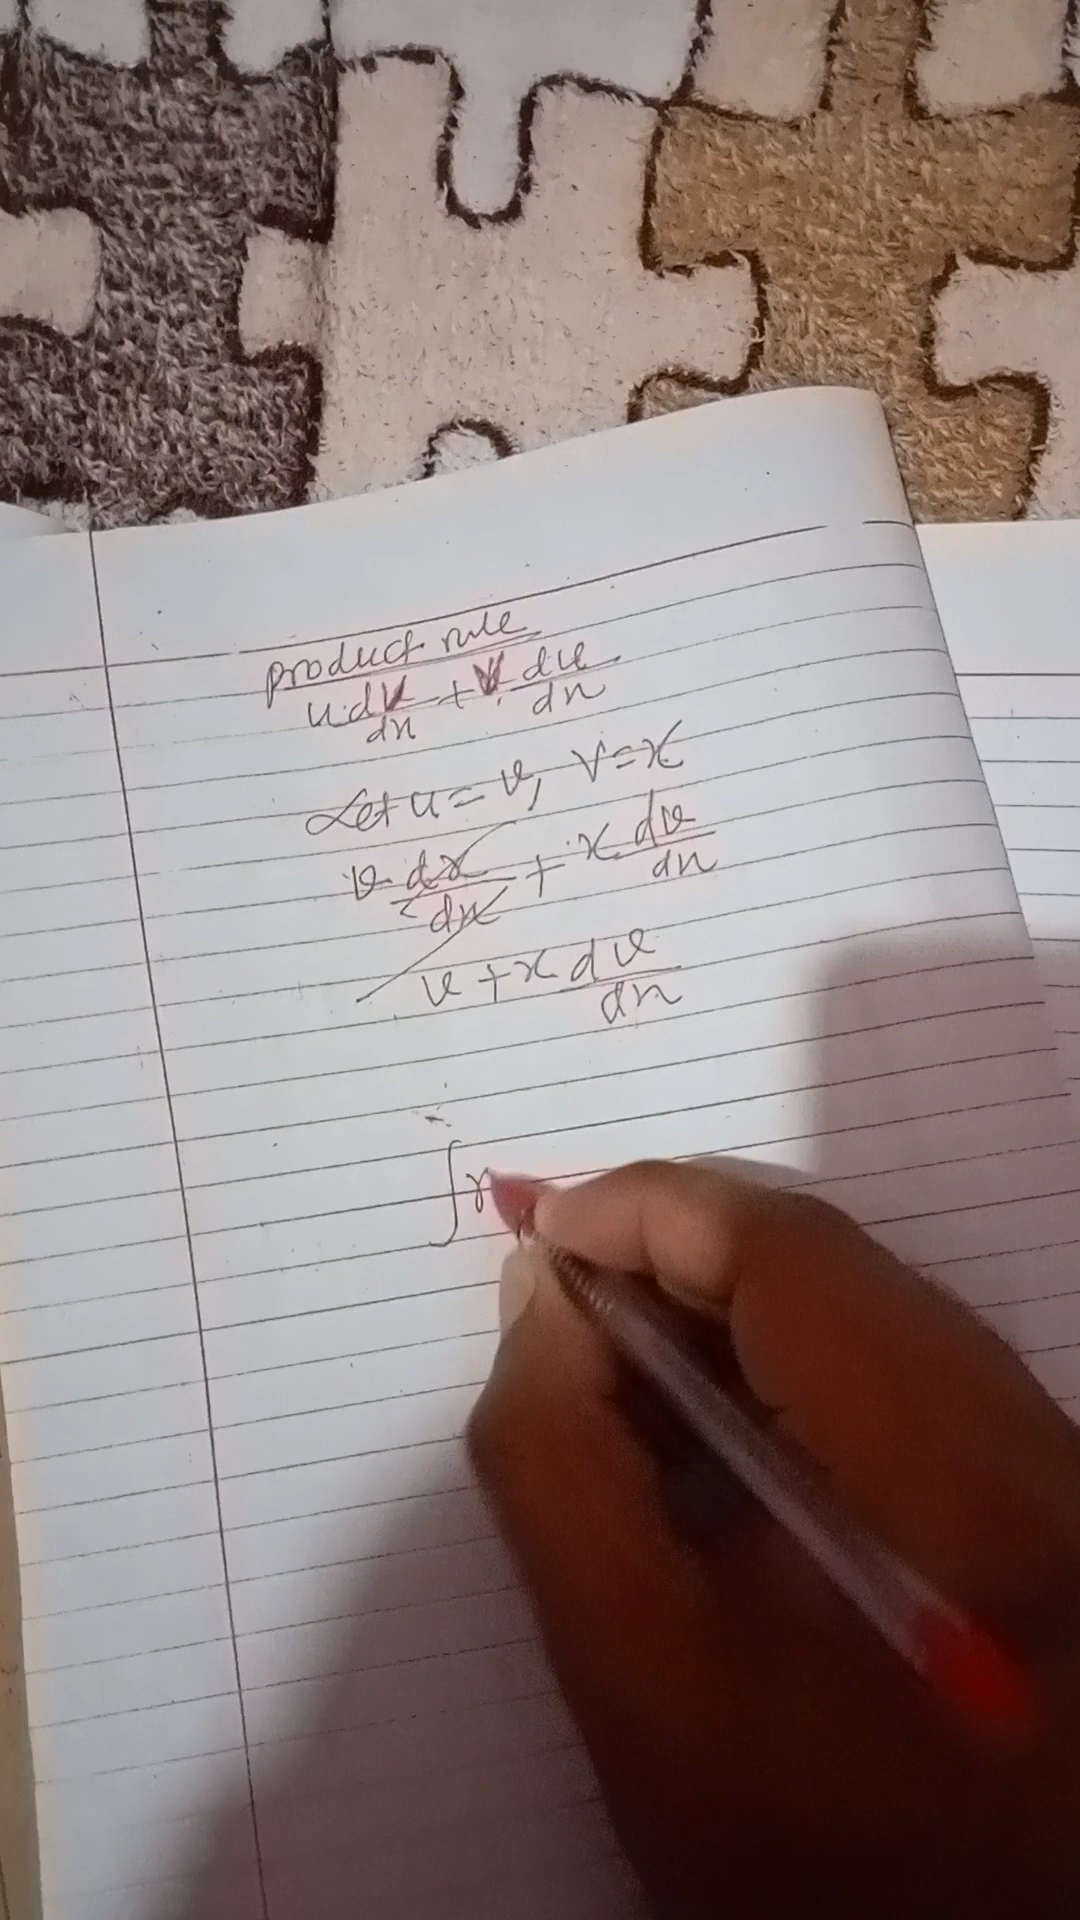 product rule
u.dV/dx + V.du/dx
Let u = v, V = x
v.dx/dx + x.dv/dx
v + x dv/dx
∫x